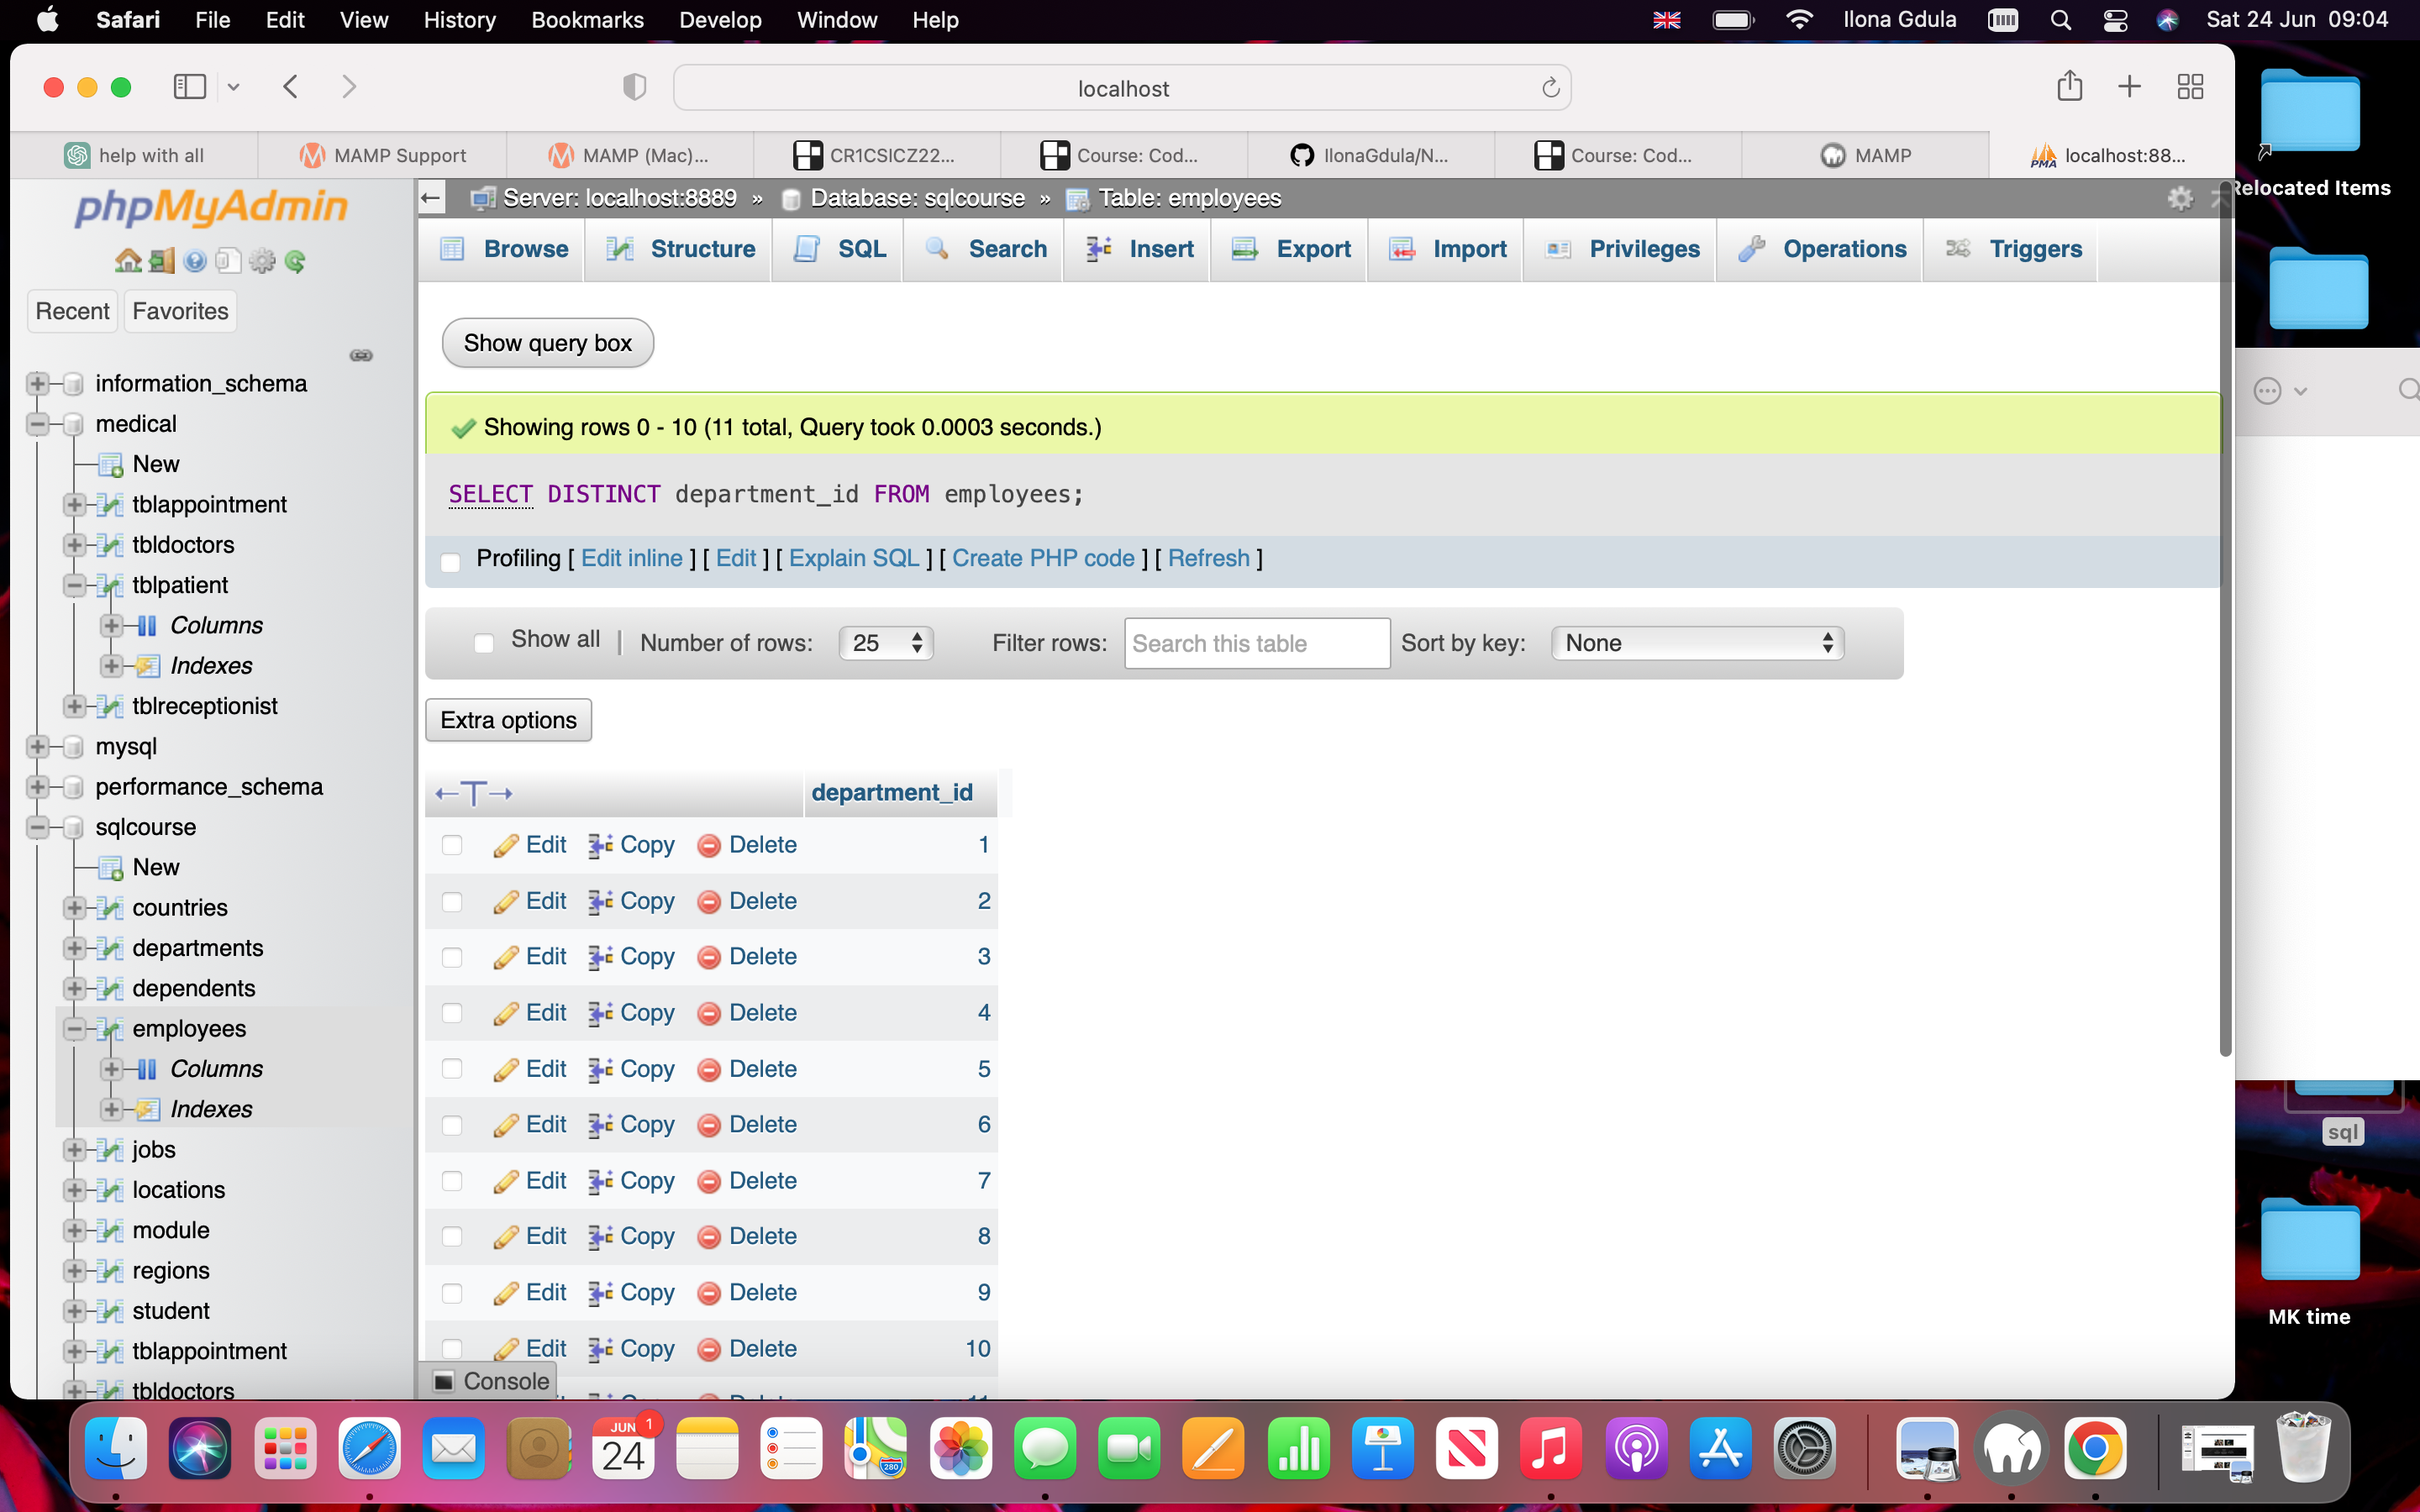 Safari File Edit View History Bookmarks Develop Window Help Ilona Gdula Sat 24 Jun 09:04
localhost
help with all MAMP Support MAMP (Mac)... CR1CSICZ22... Course: Cod... IlonaGdula/N... Course: Cod... MAMP PMA localhost:88...
phpMyAdmin
Recent Favorites
information_schema
medical
New
tblappointment
tbldoctors
tblpatient
Columns
Indexes
tblreceptionist
mysql
performance_schema
sqlcourse
New
countries
departments
dependents
employees
Columns
Indexes
jobs
locations
module
regions
student
tblappointment
tbldoctors
Server: localhost:8889 » Database: sqlcourse » Table: employees
Browse Structure SQL Search Insert Export Import Privileges Operations Triggers
Show query box
Showing rows 0 - 10 (11 total, Query took 0.0003 seconds.)
SELECT DISTINCT department_id FROM employees;
Profiling [ Edit inline ] [ Edit ] [ Explain SQL ] [ Create PHP code ] [ Refresh ]
Show all | Number of rows: 25 Filter rows: Search this table Sort by key: None
Extra options
←T→ department_id
Edit Copy Delete 1
Edit Copy Delete 2
Edit Copy Delete 3
Edit Copy Delete 4
Edit Copy Delete 5
Edit Copy Delete 6
Edit Copy Delete 7
Edit Copy Delete 8
Edit Copy Delete 9
Edit Copy Delete 10
Console
Relocated Items
sql
MK time
JUN 1
24
280